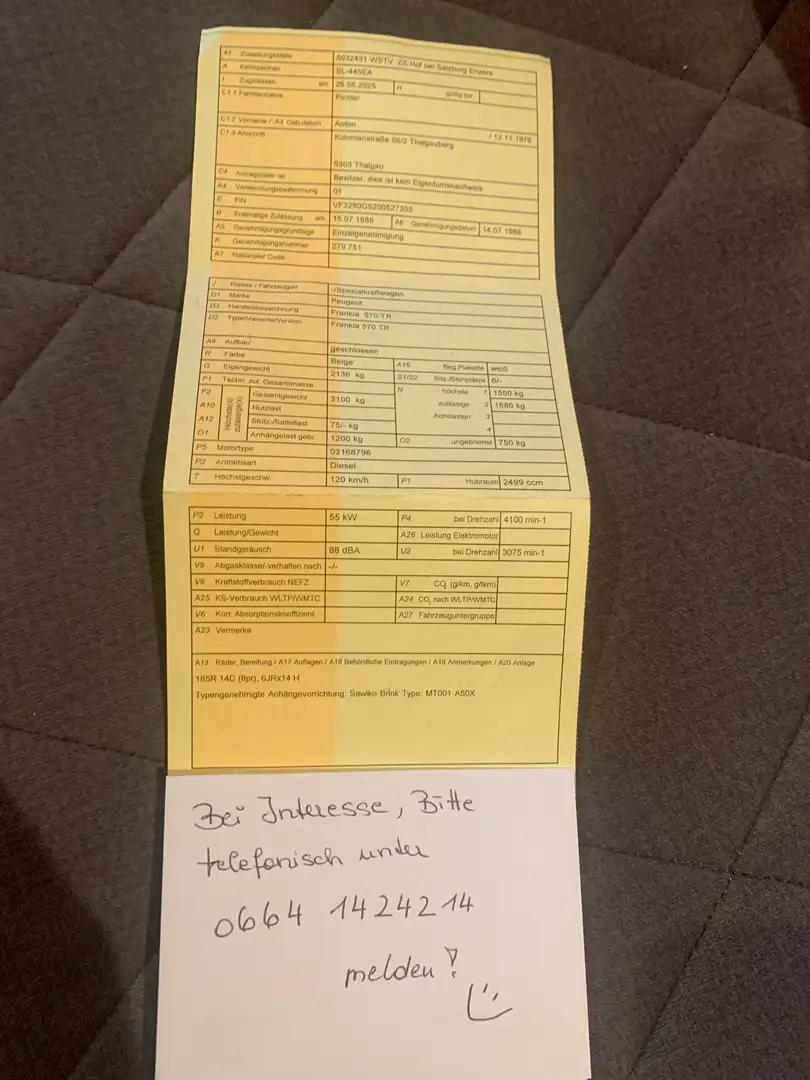 A1 Zulassungsstelle 5032431 WSTV ZS Hof bei Salzburg Enzers
A Kennzeichen SL-445EA
I Zugelassen am 26.06.2025 H gültig bis
C1.1 Familienname Pichler
C1.2 Vorname / A3 Geb.datum Anton / 13.11.1976
C1.3 Anschrift Kolomanstraße 56/2 Thalgauberg
5303 Thalgau
C4 Antragsteller ist Besitzer, dies ist kein Eigentumsnachweis
A4 Verwendungsbestimmung 01
E FIN VF3280G5200527355
B Erstmalige Zulassung am 15.07.1988 A6 Genehmigungsdatum 14.07.1988
A5 Genehmigungsgrundlage Einzelgenehmigung
K Genehmigungsnummer 279.751
A7 Nationaler Code
J Klasse / Fahrzeugart -/Spezialkraftwagen
D1 Marke Peugeot
D3 Handelsbezeichnung Frankia 570 TR
D2 Type/Variante/Version Frankia 570 TR
A9 Aufbau geschlossen
R Farbe Beige A16 Beg.Plakette weiß
G Eigengewicht 2136 kg S1/S2 Sitz-/Stehplätze 6/-
F1 Techn. zul. Gesamtmasse N höchste 1 1550 kg
F2 Höchste(s) zulässige(s) Gesamtgewicht 3100 kg zulässige 2 1680 kg
A10 Nutzlast Achslasten 3
A12 Stütz-/Sattellast 75/- kg 4
O1 Anhängelast gebr. 1200 kg O2 ungebremst 750 kg
P5 Motortype 03168796
P3 Antriebsart Diesel
T Höchstgeschw. 120 km/h P1 Hubraum 2499 ccm
P2 Leistung 55 kW P4 bei Drehzahl 4100 min-1
Q Leistung/Gewicht A26 Leistung Elektromotor
U1 Standgeräusch 88 dBA U2 bei Drehzahl 3075 min-1
V9 Abgasklasse/-verhalten nach -/-
V8 Kraftstoffverbrauch NEFZ V7 CO₂ (g/km, g/tkm)
A25 KS-Verbrauch WLTP/WMTC A24 CO₂ nach WLTP/WMTC
V6 Korr. Absorptionskoeffizient A27 Fahrzeuguntergruppe
A23 Vermerke
A13 Räder, Bereifung / A17 Auflagen / A18 Behördliche Eintragungen / A19 Anmerkungen / A20 Anlage
185R 14C (8pr), 6JRx14 H
Typengenehmigte Anhängevorrichtung: Sawiko Brink Type: MT001 A50X
Bei Interesse, Bitte
telefonisch unter
0664 1424214
melden!